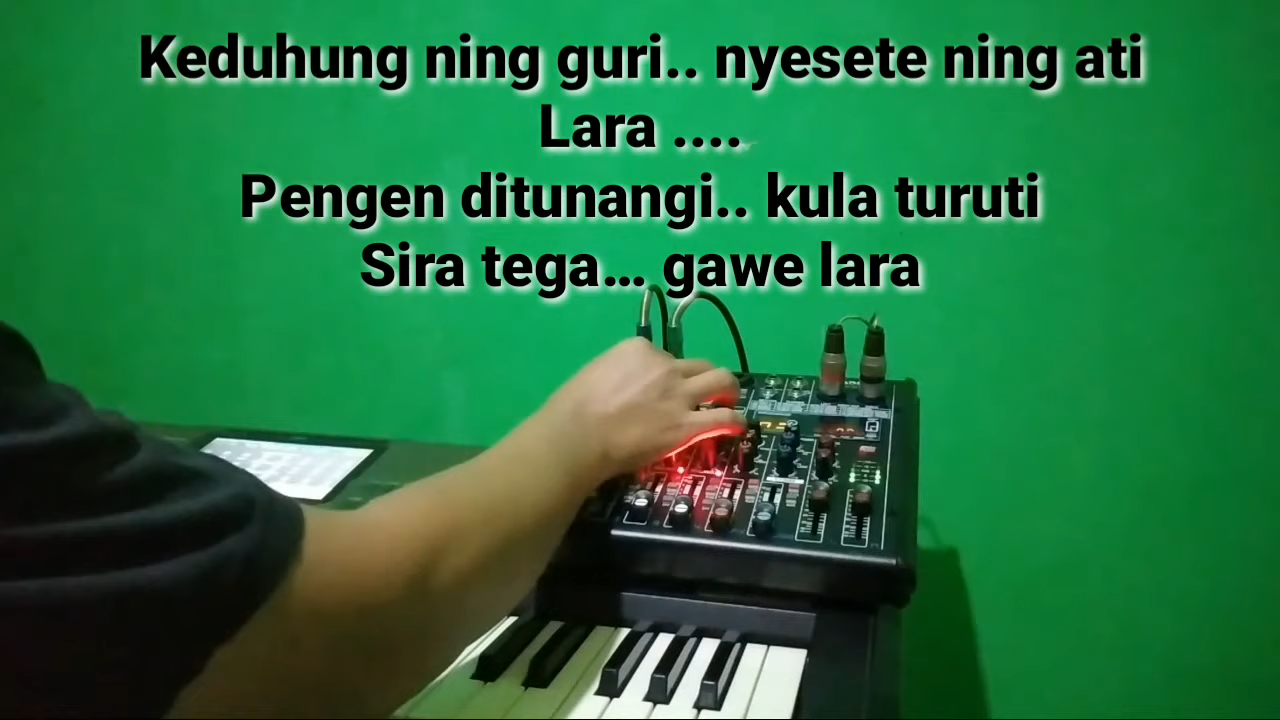 Keduhung ning guri.. nyesete ning ati
Lara ....
Pengen ditunangi.. kula turuti
Sira tega... gawe lara